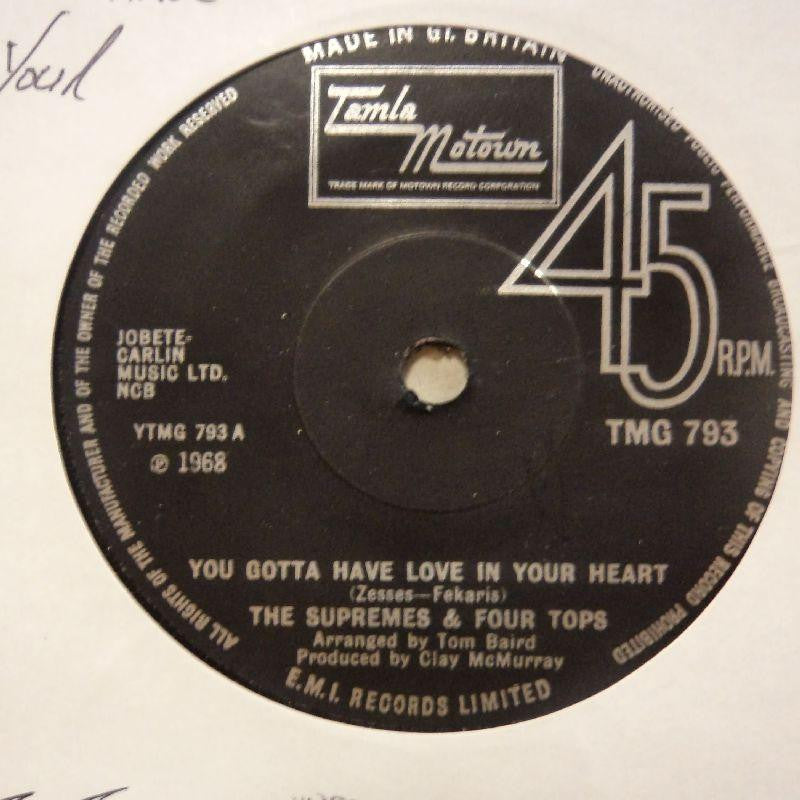 Your
MADE IN GT. BRITAIN
UNAUTHORISED PUBLIC PERFORMANCE BROADCASTING AND COPYING OF THIS RECORD PROHIBITED
ALL RIGHTS OF THE MANUFACTURER AND OF THE OWNER OF THE RECORDED WORK RESERVED
Tamla
Motown
TRADE MARK OF MOTOWN RECORD CORPORATION
45
R.P.M.
TMG 793
JOBETE-
CARLIN
MUSIC LTD.
NCB
YTMG 793 A
℗ 1968
YOU GOTTA HAVE LOVE IN YOUR HEART
(Zesses—Fekaris)
THE SUPREMES & FOUR TOPS
Arranged by Tom Baird
Produced by Clay McMurray
E.M.I. RECORDS LIMITED